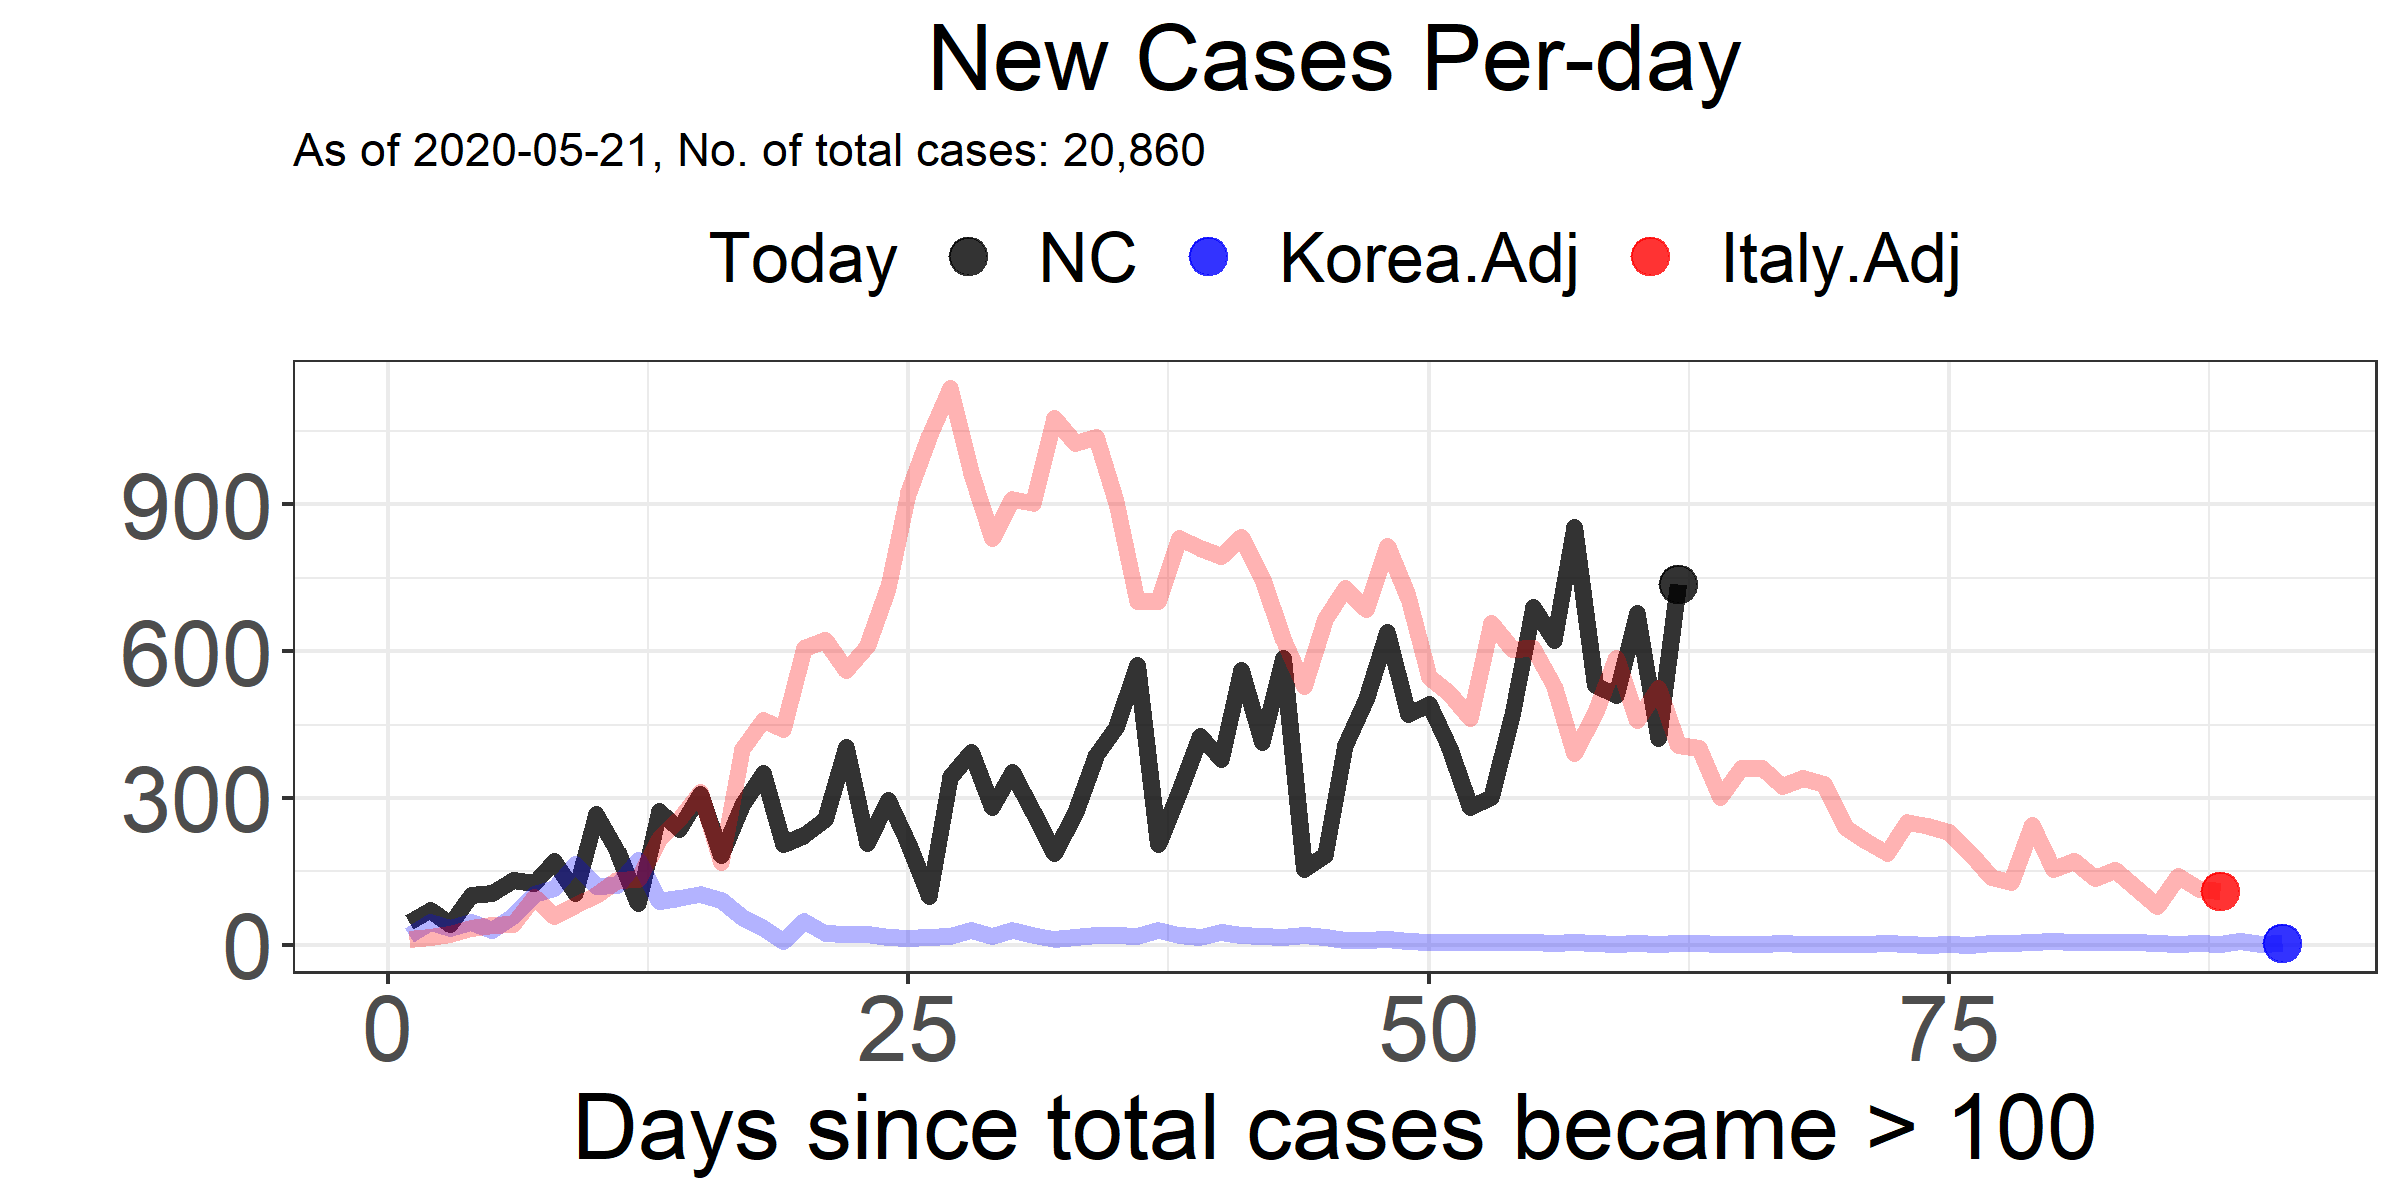 New Cases Per-day
As of 2020-05-21, No. of total cases: 20,860
Today NC Korea.Adj Italy.Adj
900
600
300
0
0 25 50 75
Days since total cases became > 100